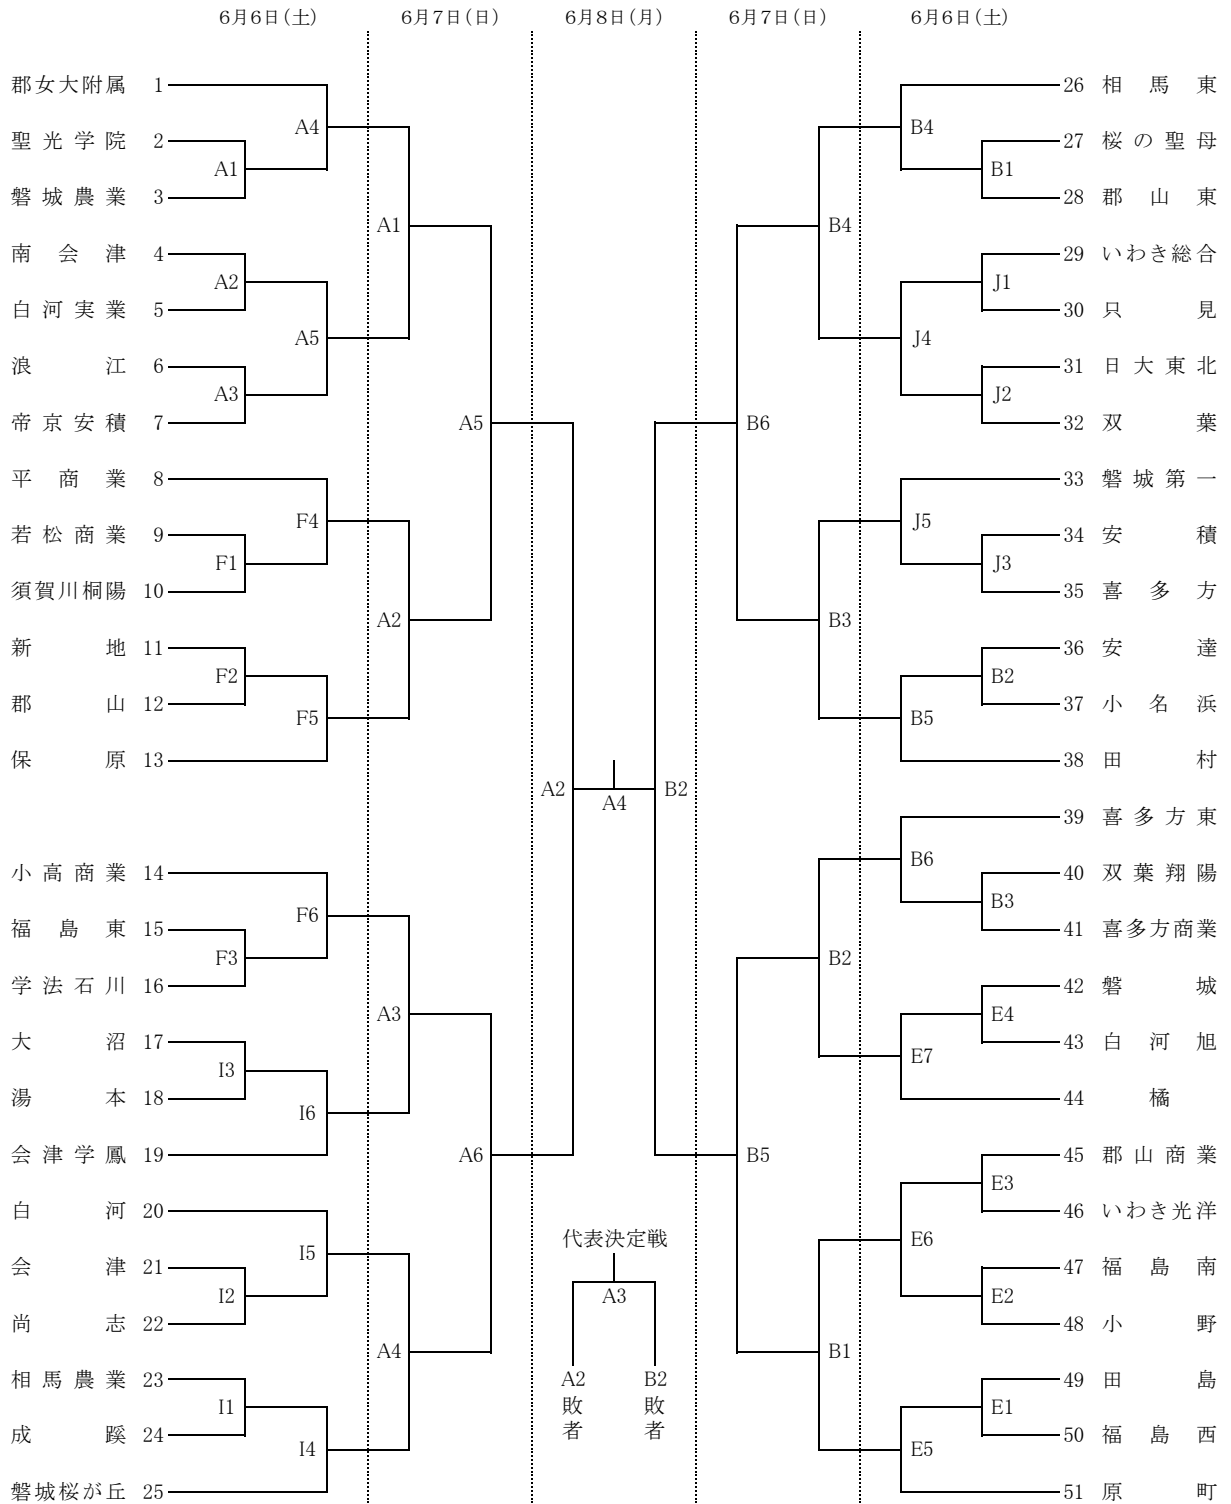 6月6日(土) 6月7日(日) 6月8日(月) 6月7日(日) 6月6日(土)
郡女大附属 1
聖光学院 2
磐城農業 3
南会津 4
白河実業 5
浪江 6
帝京安積 7
平商業 8
若松商業 9
須賀川桐陽 10
新地 11
郡山 12
保原 13
小高商業 14
福島東 15
学法石川 16
大沼 17
湯本 18
会津学鳳 19
白河 20
会津 21
尚志 22
相馬農業 23
成蹊 24
磐城桜が丘 25
A4
A1
A2
A5
A3
F4
F1
F2
F5
F6
F3
I3
I6
I5
I2
I1
I4
A1
A2
A3
A4
A5
A6
A2
A4
B2
代表決定戦
A3
A2敗者
B2敗者
B6
B5
B4
B3
B2
B1
B4
B1
J1
J4
J2
J5
J3
B2
B5
B6
B3
E4
E7
E3
E6
E2
E1
E5
26 相馬東
27 桜の聖母
28 郡山東
29 いわき総合
30 只見
31 日大東北
32 双葉
33 磐城第一
34 安積
35 喜多方
36 安達
37 小名浜
38 田村
39 喜多方東
40 双葉翔陽
41 喜多方商業
42 磐城
43 白河旭
44 橘
45 郡山商業
46 いわき光洋
47 福島南
48 小野
49 田島
50 福島西
51 原町